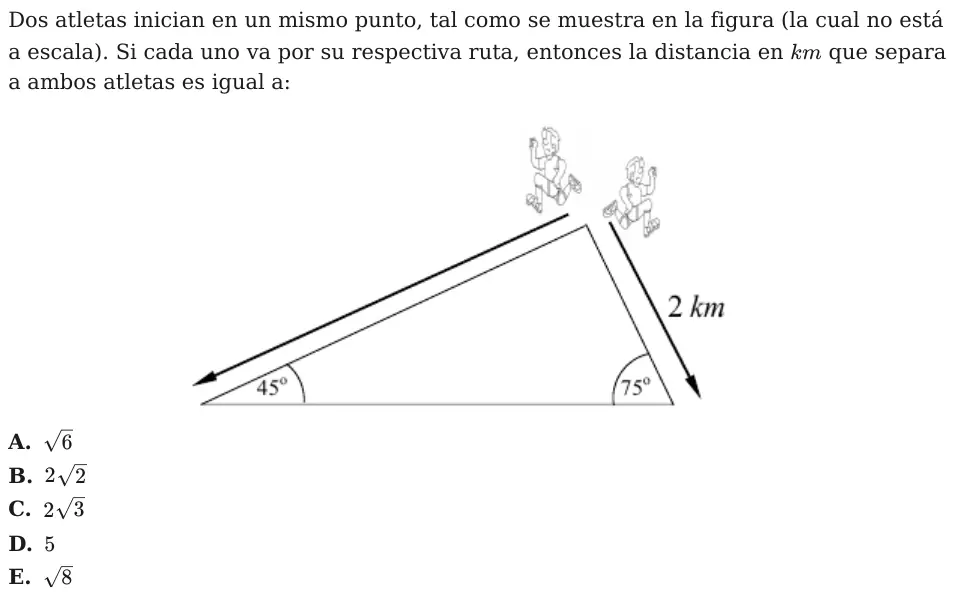 Dos atletas inician en un mismo punto, tal como se muestra en la figura (la cual no está
a escala). Si cada uno va por su respectiva ruta, entonces la distancia en km que separa
a ambos atletas es igual a:
2 km
45º
75º
A. √6
B. 2√2
C. 2√3
D. 5
E. √8